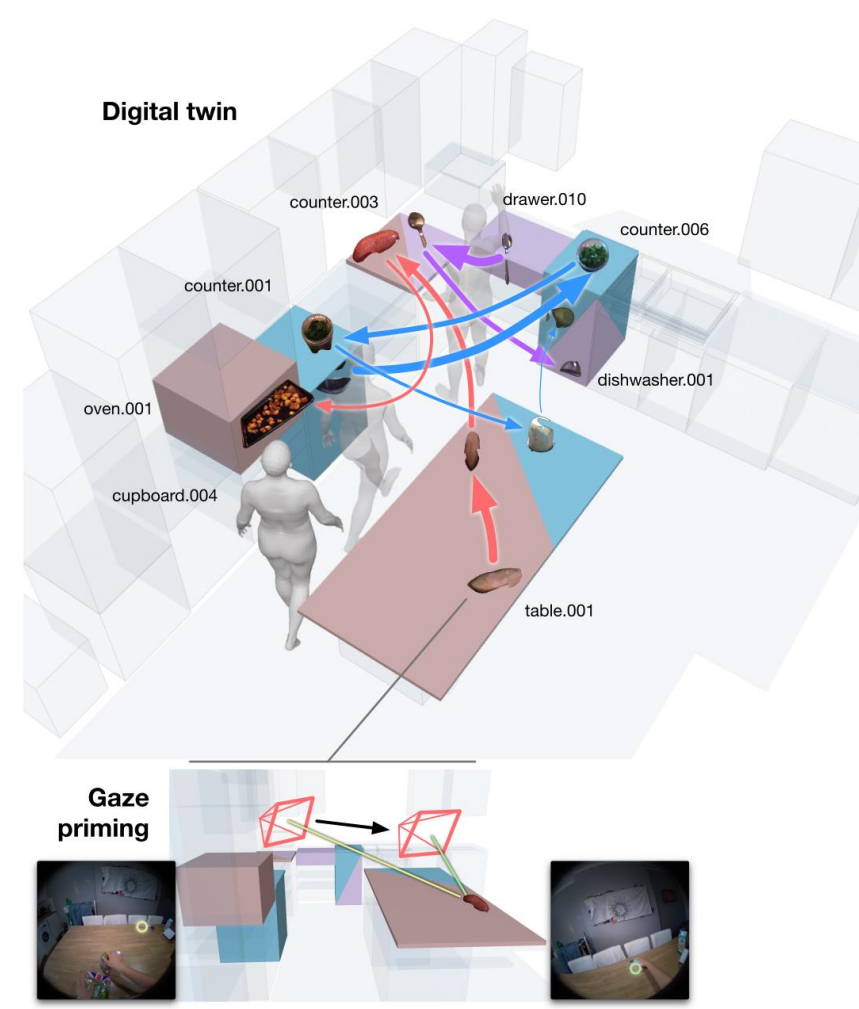 Digital twin
counter.003
drawer.010
counter.006
counter.001
dishwasher.001
oven.001
cupboard.004
table.001
Gaze
priming